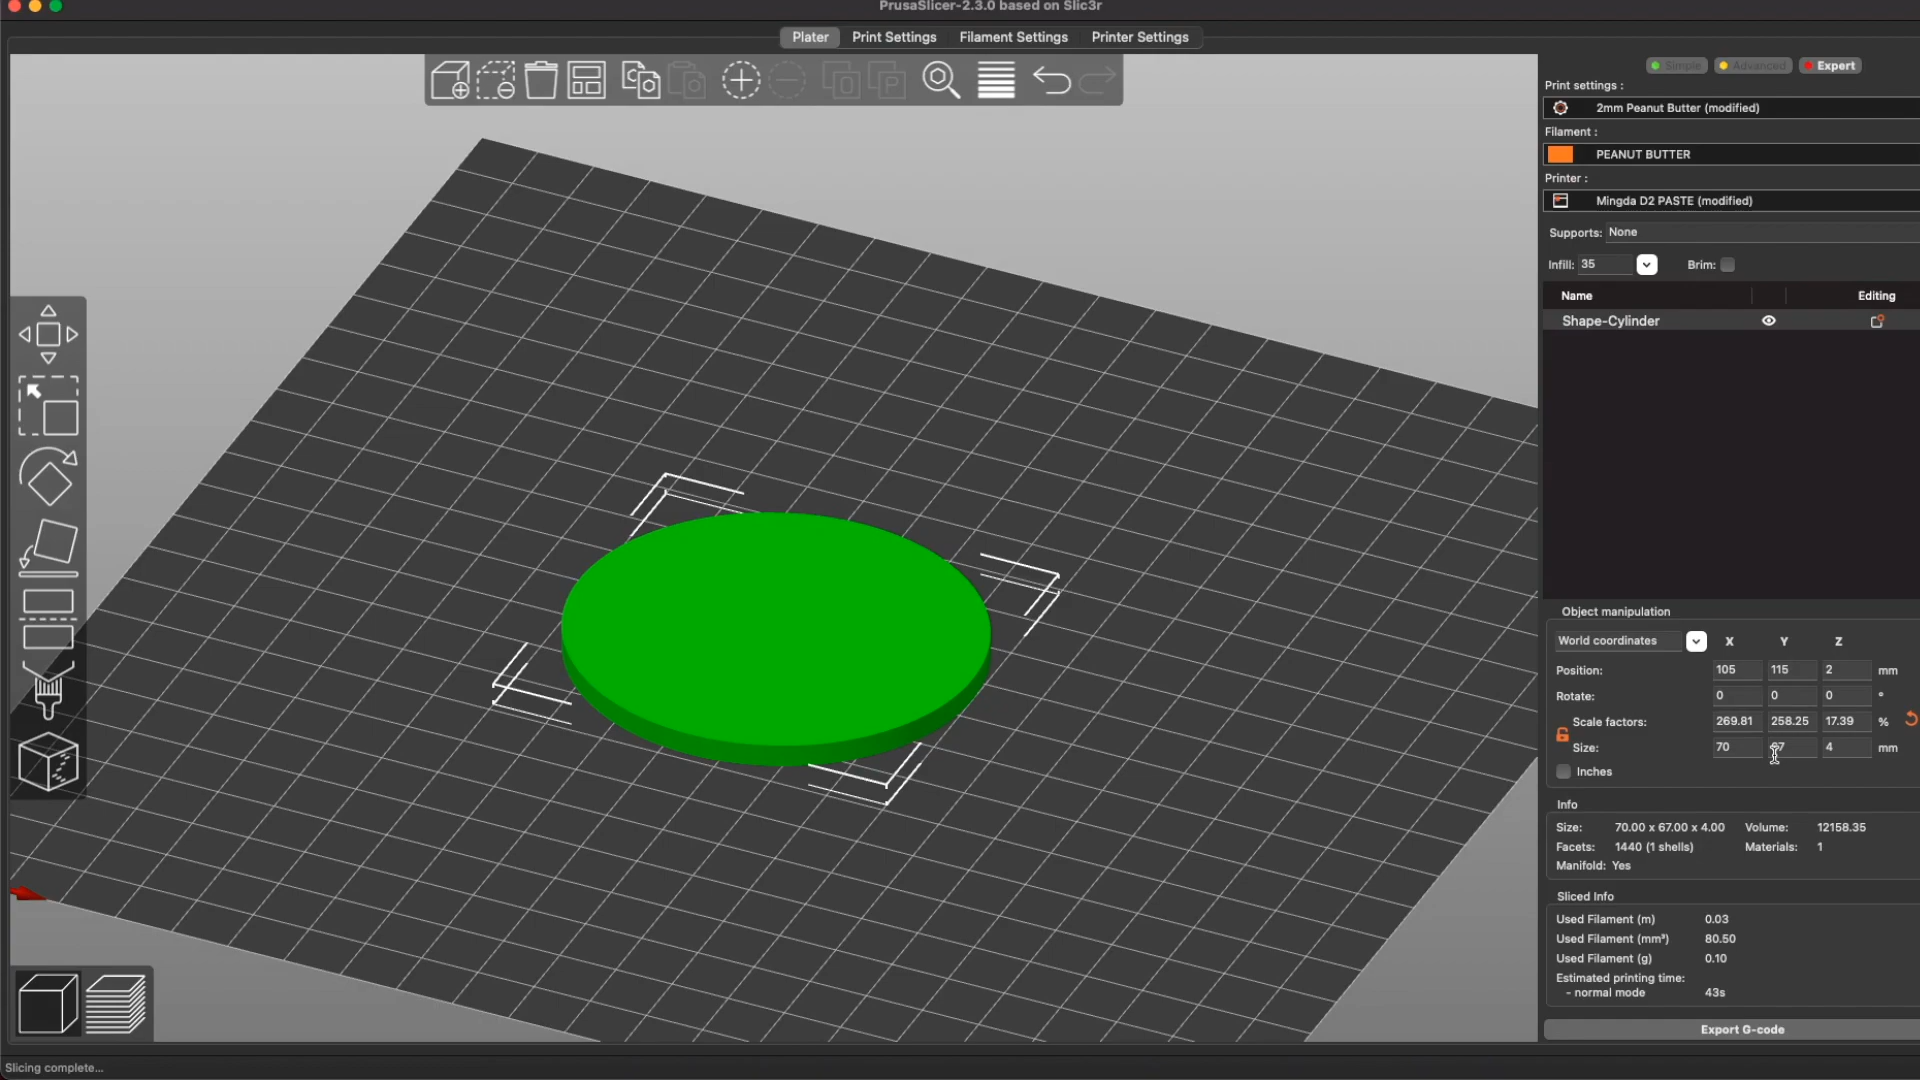 PrusaSlicer-2.3.0 based on Slic3r
Plater Print Settings Filament Settings Printer Settings
Simple Advanced Expert
Print settings :
2mm Peanut Butter (modified)
Filament :
PEANUT BUTTER
Printer :
Mingda D2 PASTE (modified)
Supports: None
Infill: 35 Brim:
Name Editing
Shape-Cylinder
Object manipulation
World coordinates X Y Z
Position: 105 115 2 mm
Rotate: 0 0 0 °
Scale factors: 269.81 258.25 17.39 %
Size: 70 67 4 mm
Inches
Info
Size: 70.00 x 67.00 x 4.00 Volume: 12158.35
Facets: 1440 (1 shells) Materials: 1
Manifold: Yes
Sliced Info
Used Filament (m) 0.03
Used Filament (mm³) 80.50
Used Filament (g) 0.10
Estimated printing time:
- normal mode 43s
Export G-code
Slicing complete...